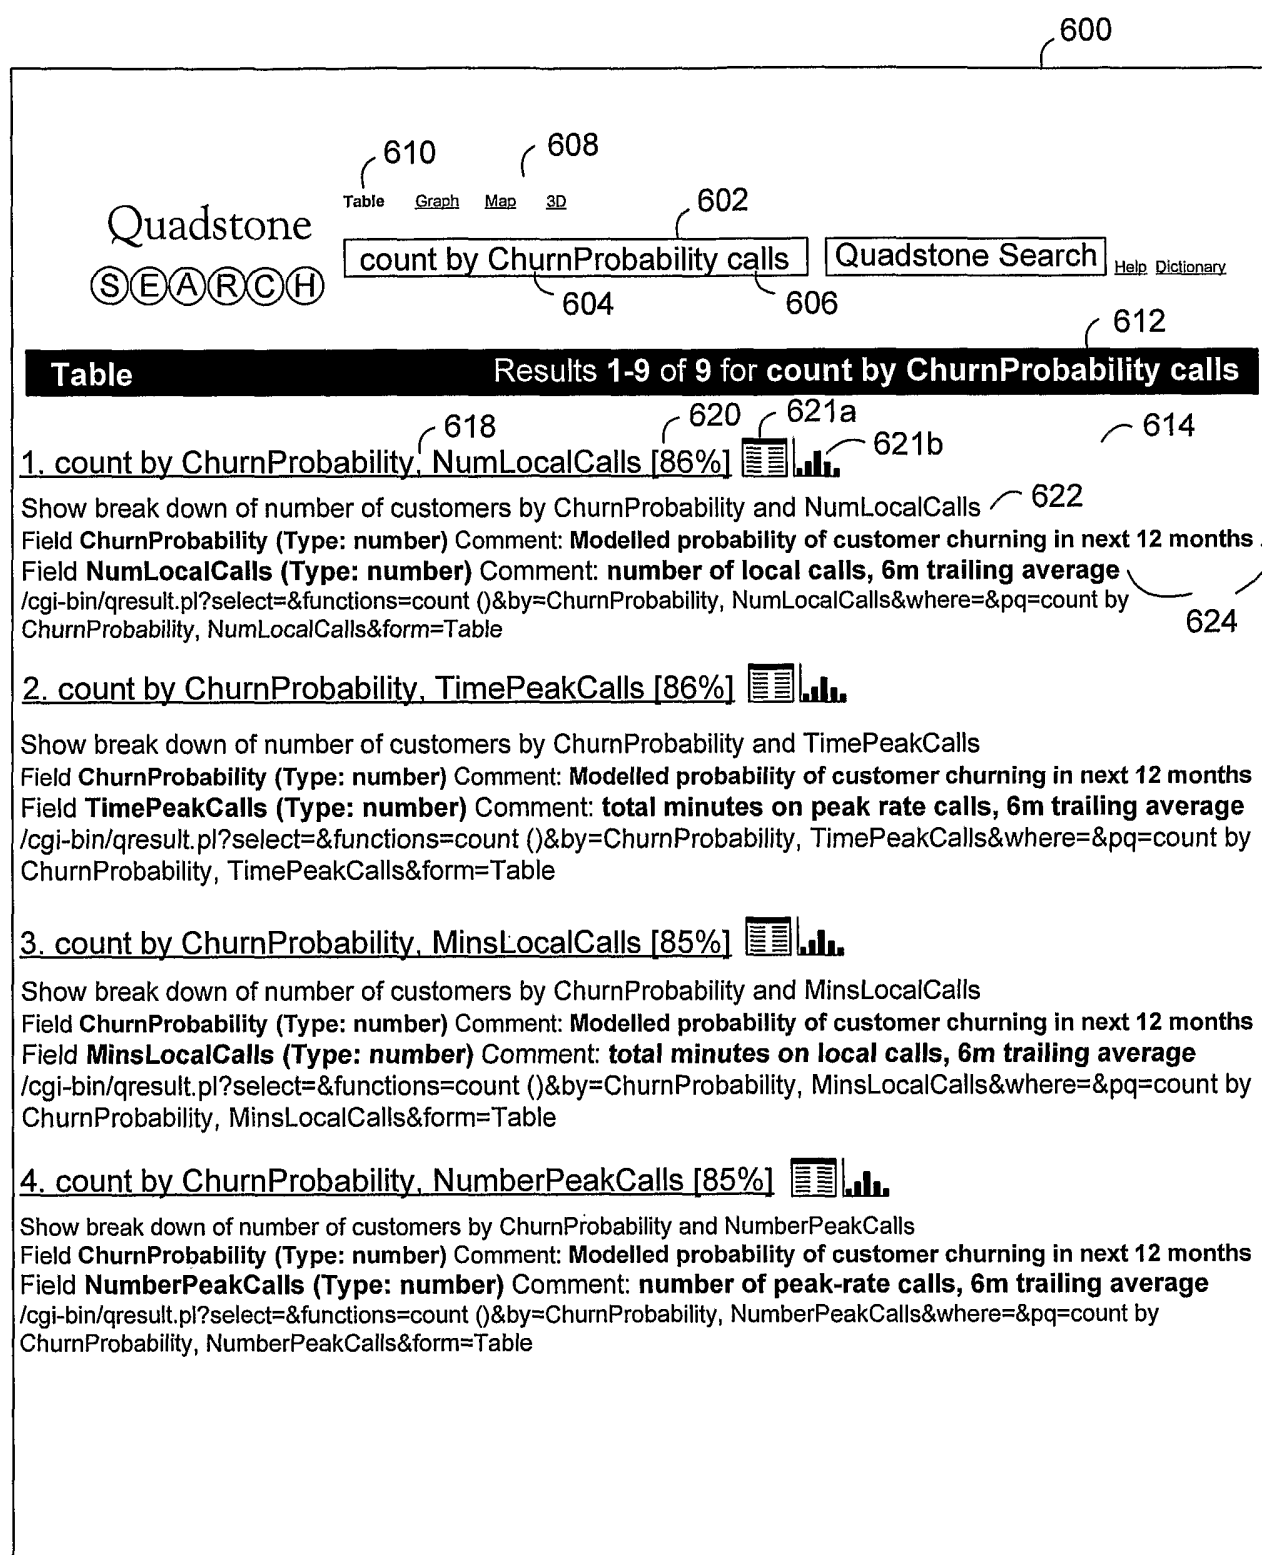 600
610
608
Table Graph Map 3D
602
Quadstone
SEARCH
count by ChurnProbability calls
Quadstone Search
Help Dictionary
604
606
612
Table Results 1-9 of 9 for count by ChurnProbability calls
618
620
621a
621b
614
1. count by ChurnProbability, NumLocalCalls [86%]
Show break down of number of customers by ChurnProbability and NumLocalCalls
622
Field ChurnProbability (Type: number) Comment: Modelled probability of customer churning in next 12 months
Field NumLocalCalls (Type: number) Comment: number of local calls, 6m trailing average
/cgi-bin/qresult.pl?select=&functions=count ()&by=ChurnProbability, NumLocalCalls&where=&pq=count by
ChurnProbability, NumLocalCalls&form=Table
624
2. count by ChurnProbability, TimePeakCalls [86%]
Show break down of number of customers by ChurnProbability and TimePeakCalls
Field ChurnProbability (Type: number) Comment: Modelled probability of customer churning in next 12 months
Field TimePeakCalls (Type: number) Comment: total minutes on peak rate calls, 6m trailing average
/cgi-bin/qresult.pl?select=&functions=count ()&by=ChurnProbability, TimePeakCalls&where=&pq=count by
ChurnProbability, TimePeakCalls&form=Table
3. count by ChurnProbability, MinsLocalCalls [85%]
Show break down of number of customers by ChurnProbability and MinsLocalCalls
Field ChurnProbability (Type: number) Comment: Modelled probability of customer churning in next 12 months
Field MinsLocalCalls (Type: number) Comment: total minutes on local calls, 6m trailing average
/cgi-bin/qresult.pl?select=&functions=count ()&by=ChurnProbability, MinsLocalCalls&where=&pq=count by
ChurnProbability, MinsLocalCalls&form=Table
4. count by ChurnProbability, NumberPeakCalls [85%]
Show break down of number of customers by ChurnProbability and NumberPeakCalls
Field ChurnProbability (Type: number) Comment: Modelled probability of customer churning in next 12 months
Field NumberPeakCalls (Type: number) Comment: number of peak-rate calls, 6m trailing average
/cgi-bin/qresult.pl?select=&functions=count ()&by=ChurnProbability, NumberPeakCalls&where=&pq=count by
ChurnProbability, NumberPeakCalls&form=Table